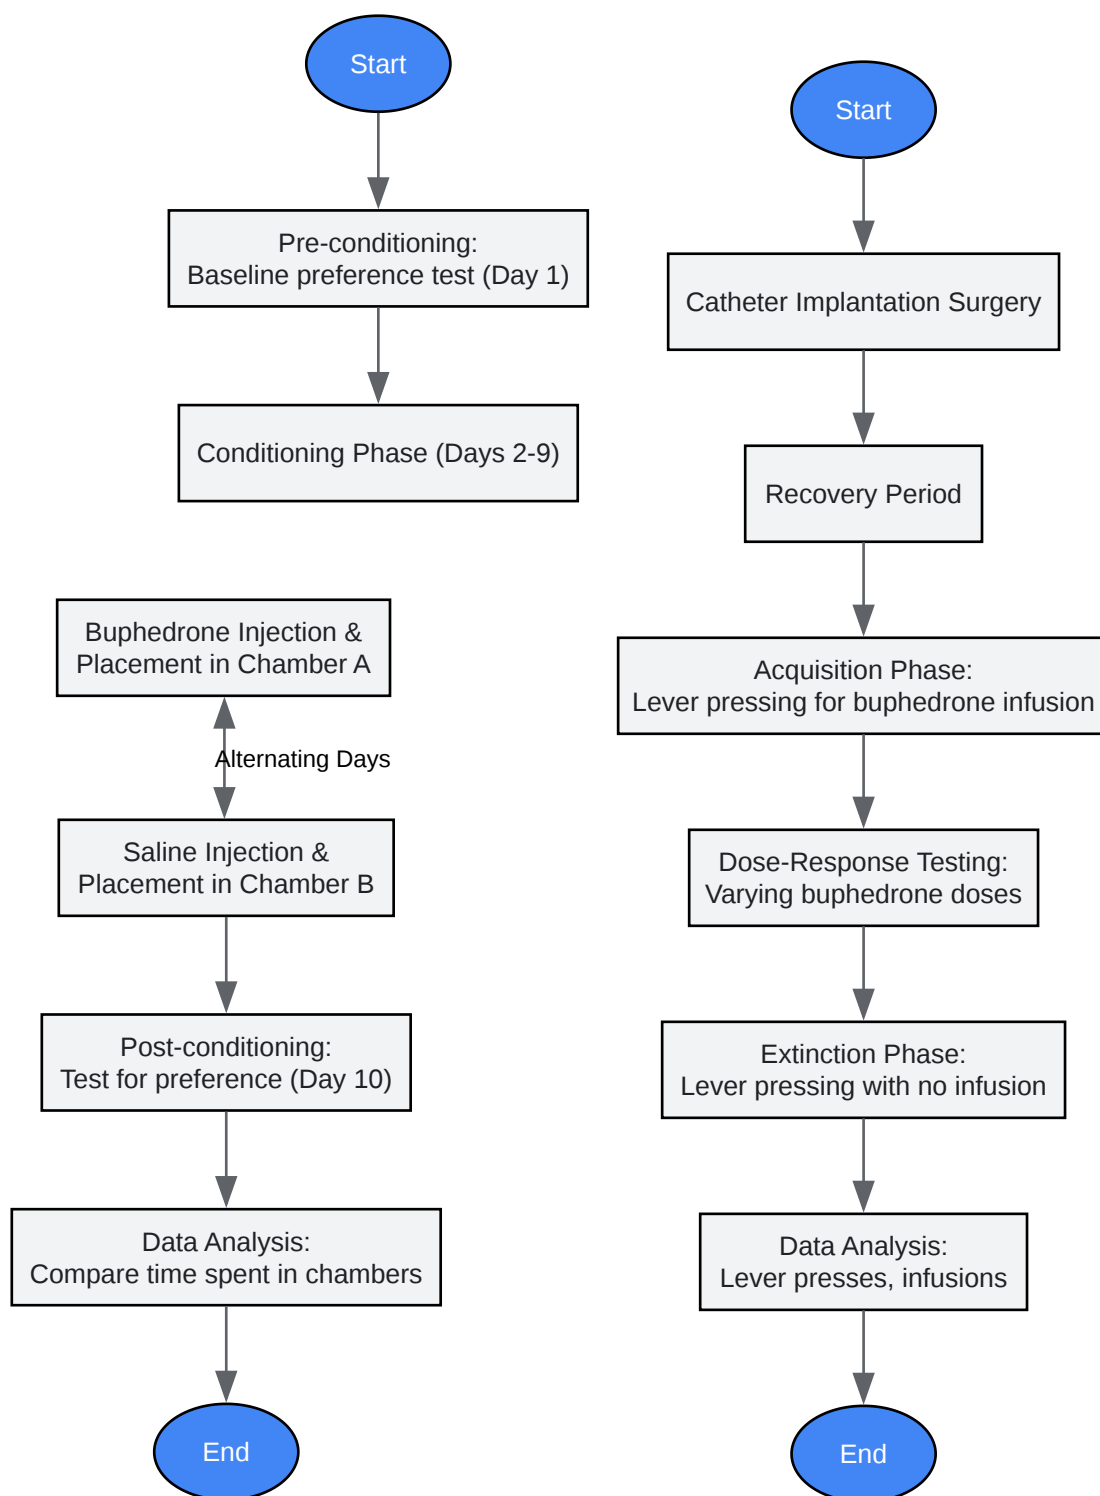 Start
Pre-conditioning:
Baseline preference test (Day 1)
Conditioning Phase (Days 2-9)
Buphedrone Injection &
Placement in Chamber A
Alternating Days
Saline Injection &
Placement in Chamber B
Post-conditioning:
Test for preference (Day 10)
Data Analysis:
Compare time spent in chambers
End
Start
Catheter Implantation Surgery
Recovery Period
Acquisition Phase:
Lever pressing for buphedrone infusion
Dose-Response Testing:
Varying buphedrone doses
Extinction Phase:
Lever pressing with no infusion
Data Analysis:
Lever presses, infusions
End